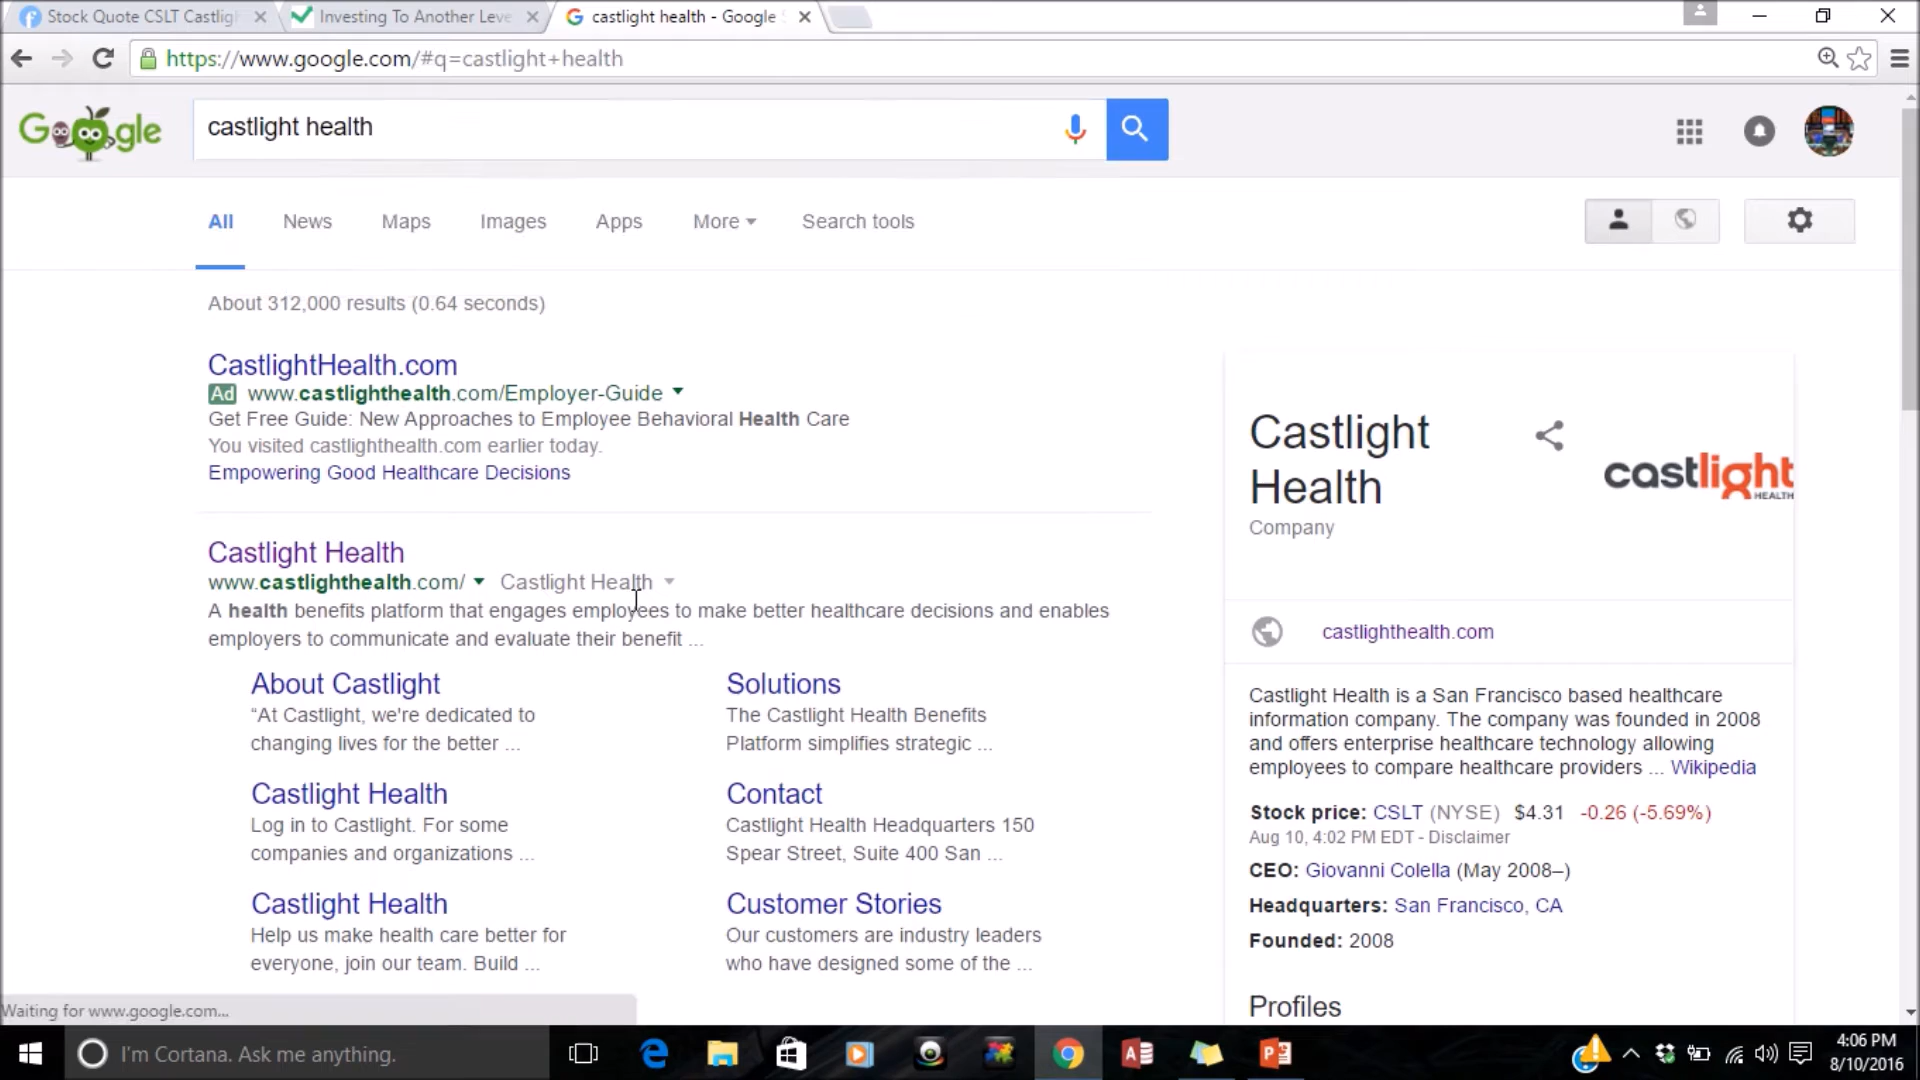 Stock Quote CSLT Castlig
Investing To Another Leve
castlight health - Google S
https://www.google.com/#q=castlight+health
Google
castlight health
All News Maps Images Apps More Search tools
About 312,000 results (0.64 seconds)
CastlightHealth.com
Ad www.castlighthealth.com/Employer-Guide
Get Free Guide: New Approaches to Employee Behavioral Health Care
You visited castlighthealth.com earlier today.
Empowering Good Healthcare Decisions
Castlight Health
www.castlighthealth.com/ Castlight Health
A health benefits platform that engages employees to make better healthcare decisions and enables
employers to communicate and evaluate their benefit ...
About Castlight
“At Castlight, we're dedicated to
changing lives for the better ...
Solutions
The Castlight Health Benefits
Platform simplifies strategic ...
Castlight Health
Log in to Castlight. For some
companies and organizations ...
Contact
Castlight Health Headquarters 150
Spear Street, Suite 400 San ...
Castlight Health
Help us make health care better for
everyone, join our team. Build ...
Customer Stories
Our customers are industry leaders
who have designed some of the ...
Castlight
Health
Company
castlight
HEALTH
castlighthealth.com
Castlight Health is a San Francisco based healthcare
information company. The company was founded in 2008
and offers enterprise healthcare technology allowing
employees to compare healthcare providers ... Wikipedia
Stock price: CSLT (NYSE) $4.31 -0.26 (-5.69%)
Aug 10, 4:02 PM EDT - Disclaimer
CEO: Giovanni Colella (May 2008–)
Headquarters: San Francisco, CA
Founded: 2008
Profiles
Waiting for www.google.com...
I'm Cortana. Ask me anything.
4:06 PM
8/10/2016